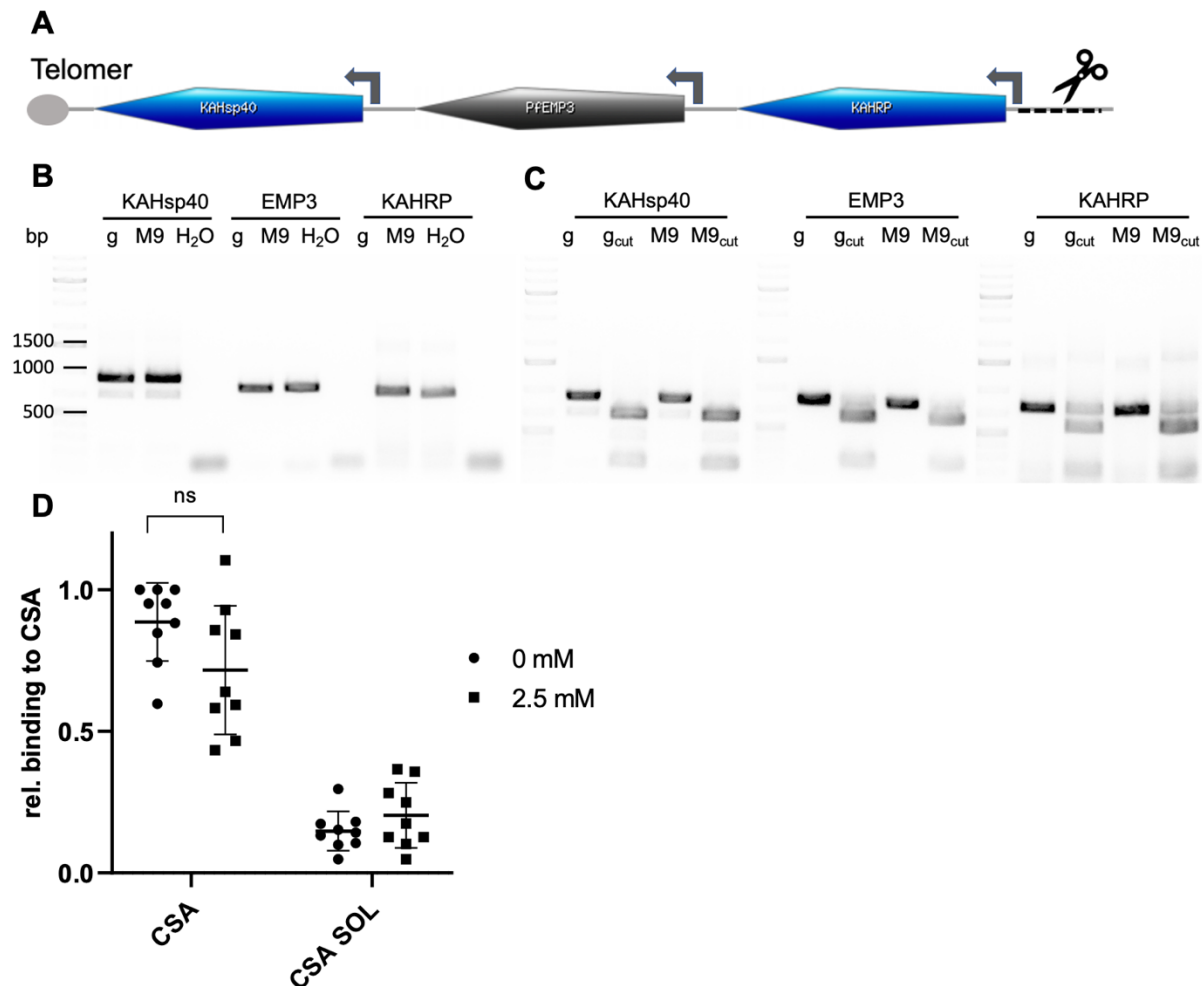 A
Telomer
KAHsp40 PfEMP3 KAHRP
B
KAHsp40 EMP3 KAHRP
bp g M9 H₂O g M9 H₂O g M9 H₂O
1500
1000
500
C
KAHsp40 EMP3 KAHRP
g gcut M9 M9cut g gcut M9 M9cut g gcut M9 M9cut
D
ns
rel. binding to CSA
1.0
0.5
0.0
CSA
CSA SOL
0 mM
2.5 mM